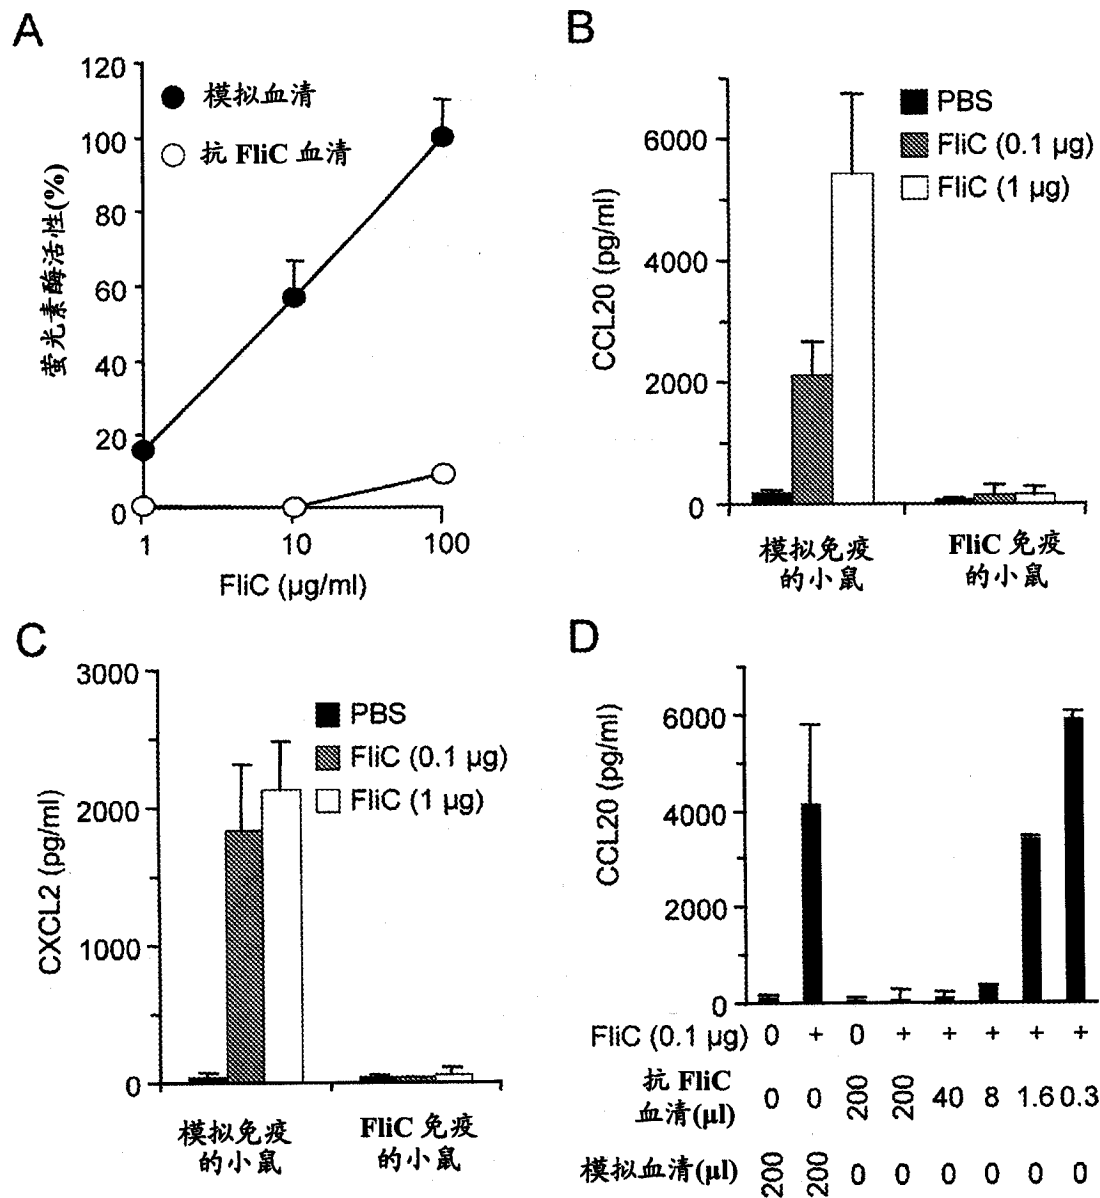 A
120
100
80
60
40
20
0
萤光素酶活性(%)
模拟血清
抗 FliC 血清
1 10 100
FliC (µg/ml)
B
6000
4000
2000
0
CCL20 (pg/ml)
PBS
FliC (0.1 µg)
FliC (1 µg)
模拟免疫
的小鼠
FliC 免疫
的小鼠
C
3000
2000
1000
0
CXCL2 (pg/ml)
PBS
FliC (0.1 µg)
FliC (1 µg)
模拟免疫
的小鼠
FliC 免疫
的小鼠
D
6000
4000
2000
0
CCL20 (pg/ml)
FliC (0.1 µg) 0 + 0 + + + + +
抗 FliC
血清(µl) 0 0 200 200 40 8 1.6 0.3
模拟血清(µl) 200 200 0 0 0 0 0 0